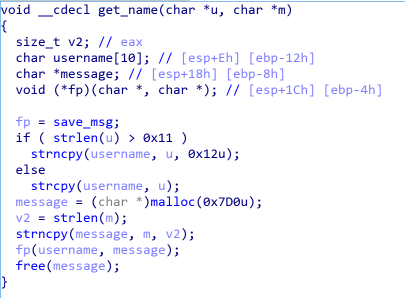 void __cdecl get_name(char *u, char *m)
{
  size_t v2; // eax
  char username[10]; // [esp+Eh] [ebp-12h]
  char *message; // [esp+18h] [ebp-8h]
  void (*fp)(char *, char *); // [esp+1Ch] [ebp-4h]

  fp = save_msg;
  if ( strlen(u) > 0x11 )
    strncpy(username, u, 0x12u);
  else
    strcpy(username, u);
  message = (char *)malloc(0x7D0u);
  v2 = strlen(m);
  strncpy(message, m, v2);
  fp(username, message);
  free(message);
}